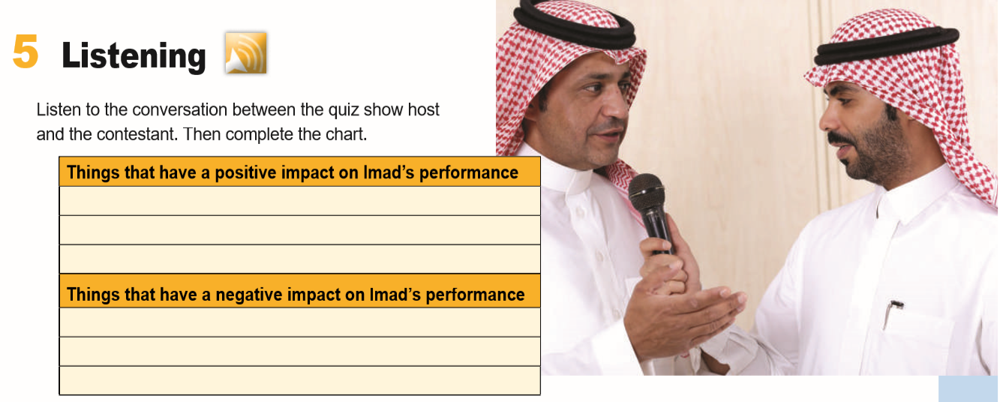 5 Listening
Listen to the conversation between the quiz show host
and the contestant. Then complete the chart.
Things that have a positive impact on Imad’s performance
Things that have a negative impact on Imad’s performance